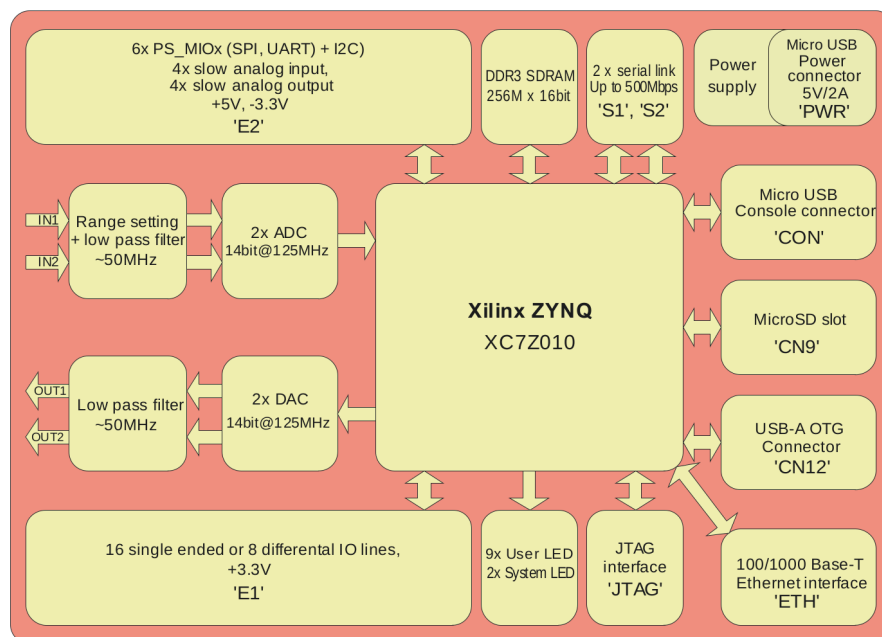 6x PS_MIOx (SPI, UART) + I2C)
4x slow analog input,
4x slow analog output
+5V, -3.3V
'E2'
DDR3 SDRAM
256M x 16bit
2 x serial link
Up to 500Mbps
'S1', 'S2'
Power
supply
Micro USB
Power
connector
5V/2A
'PWR'
IN1
IN2
Range setting
+ low pass filter
~50MHz
2x ADC
14bit@125MHz
Xilinx ZYNQ
XC7Z010
Micro USB
Console connector
'CON'
MicroSD slot
'CN9'
OUT1
OUT2
Low pass filter
~50MHz
2x DAC
14bit@125MHz
USB-A OTG
Connector
'CN12'
16 single ended or 8 differental IO lines,
+3.3V
'E1'
9x User LED
2x System LED
JTAG
interface
'JTAG'
100/1000 Base-T
Ethernet interface
'ETH'